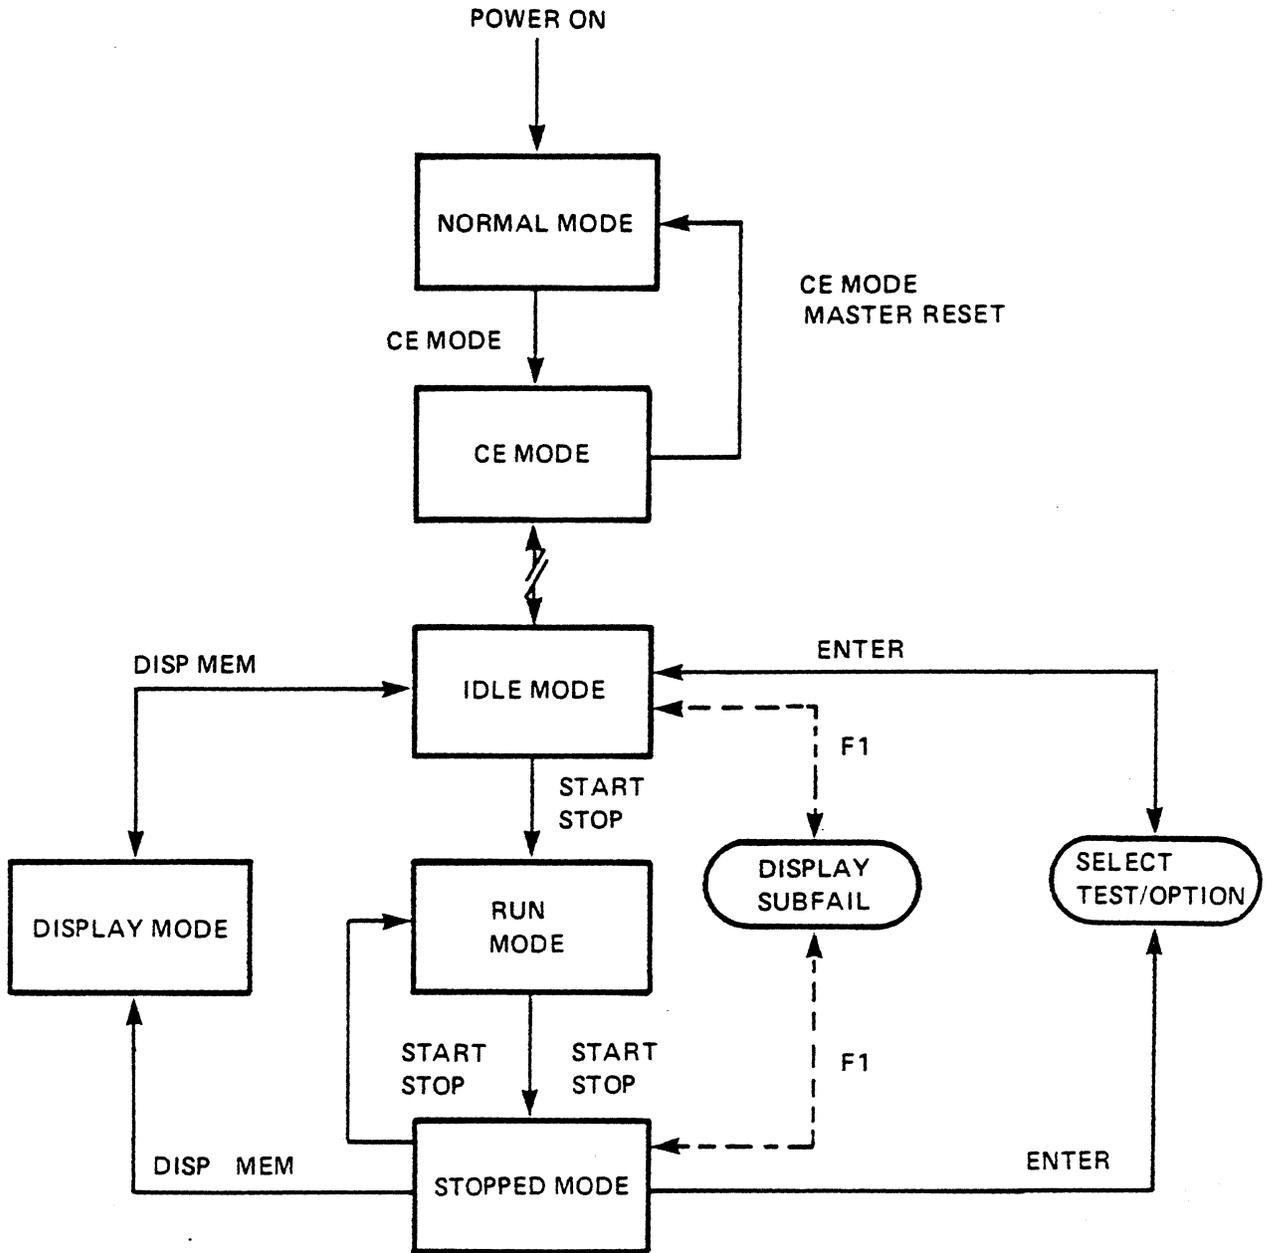 POWER ON
NORMAL MODE
CE MODE
MASTER RESET
CE MODE
CE MODE
DISP MEM
ENTER
IDLE MODE
F1
START
STOP
DISPLAY
SUBFAIL
SELECT
TEST/OPTION
RUN
MODE
DISPLAY MODE
START
STOP
START
STOP
F1
DISP MEM
ENTER
STOPPED MODE